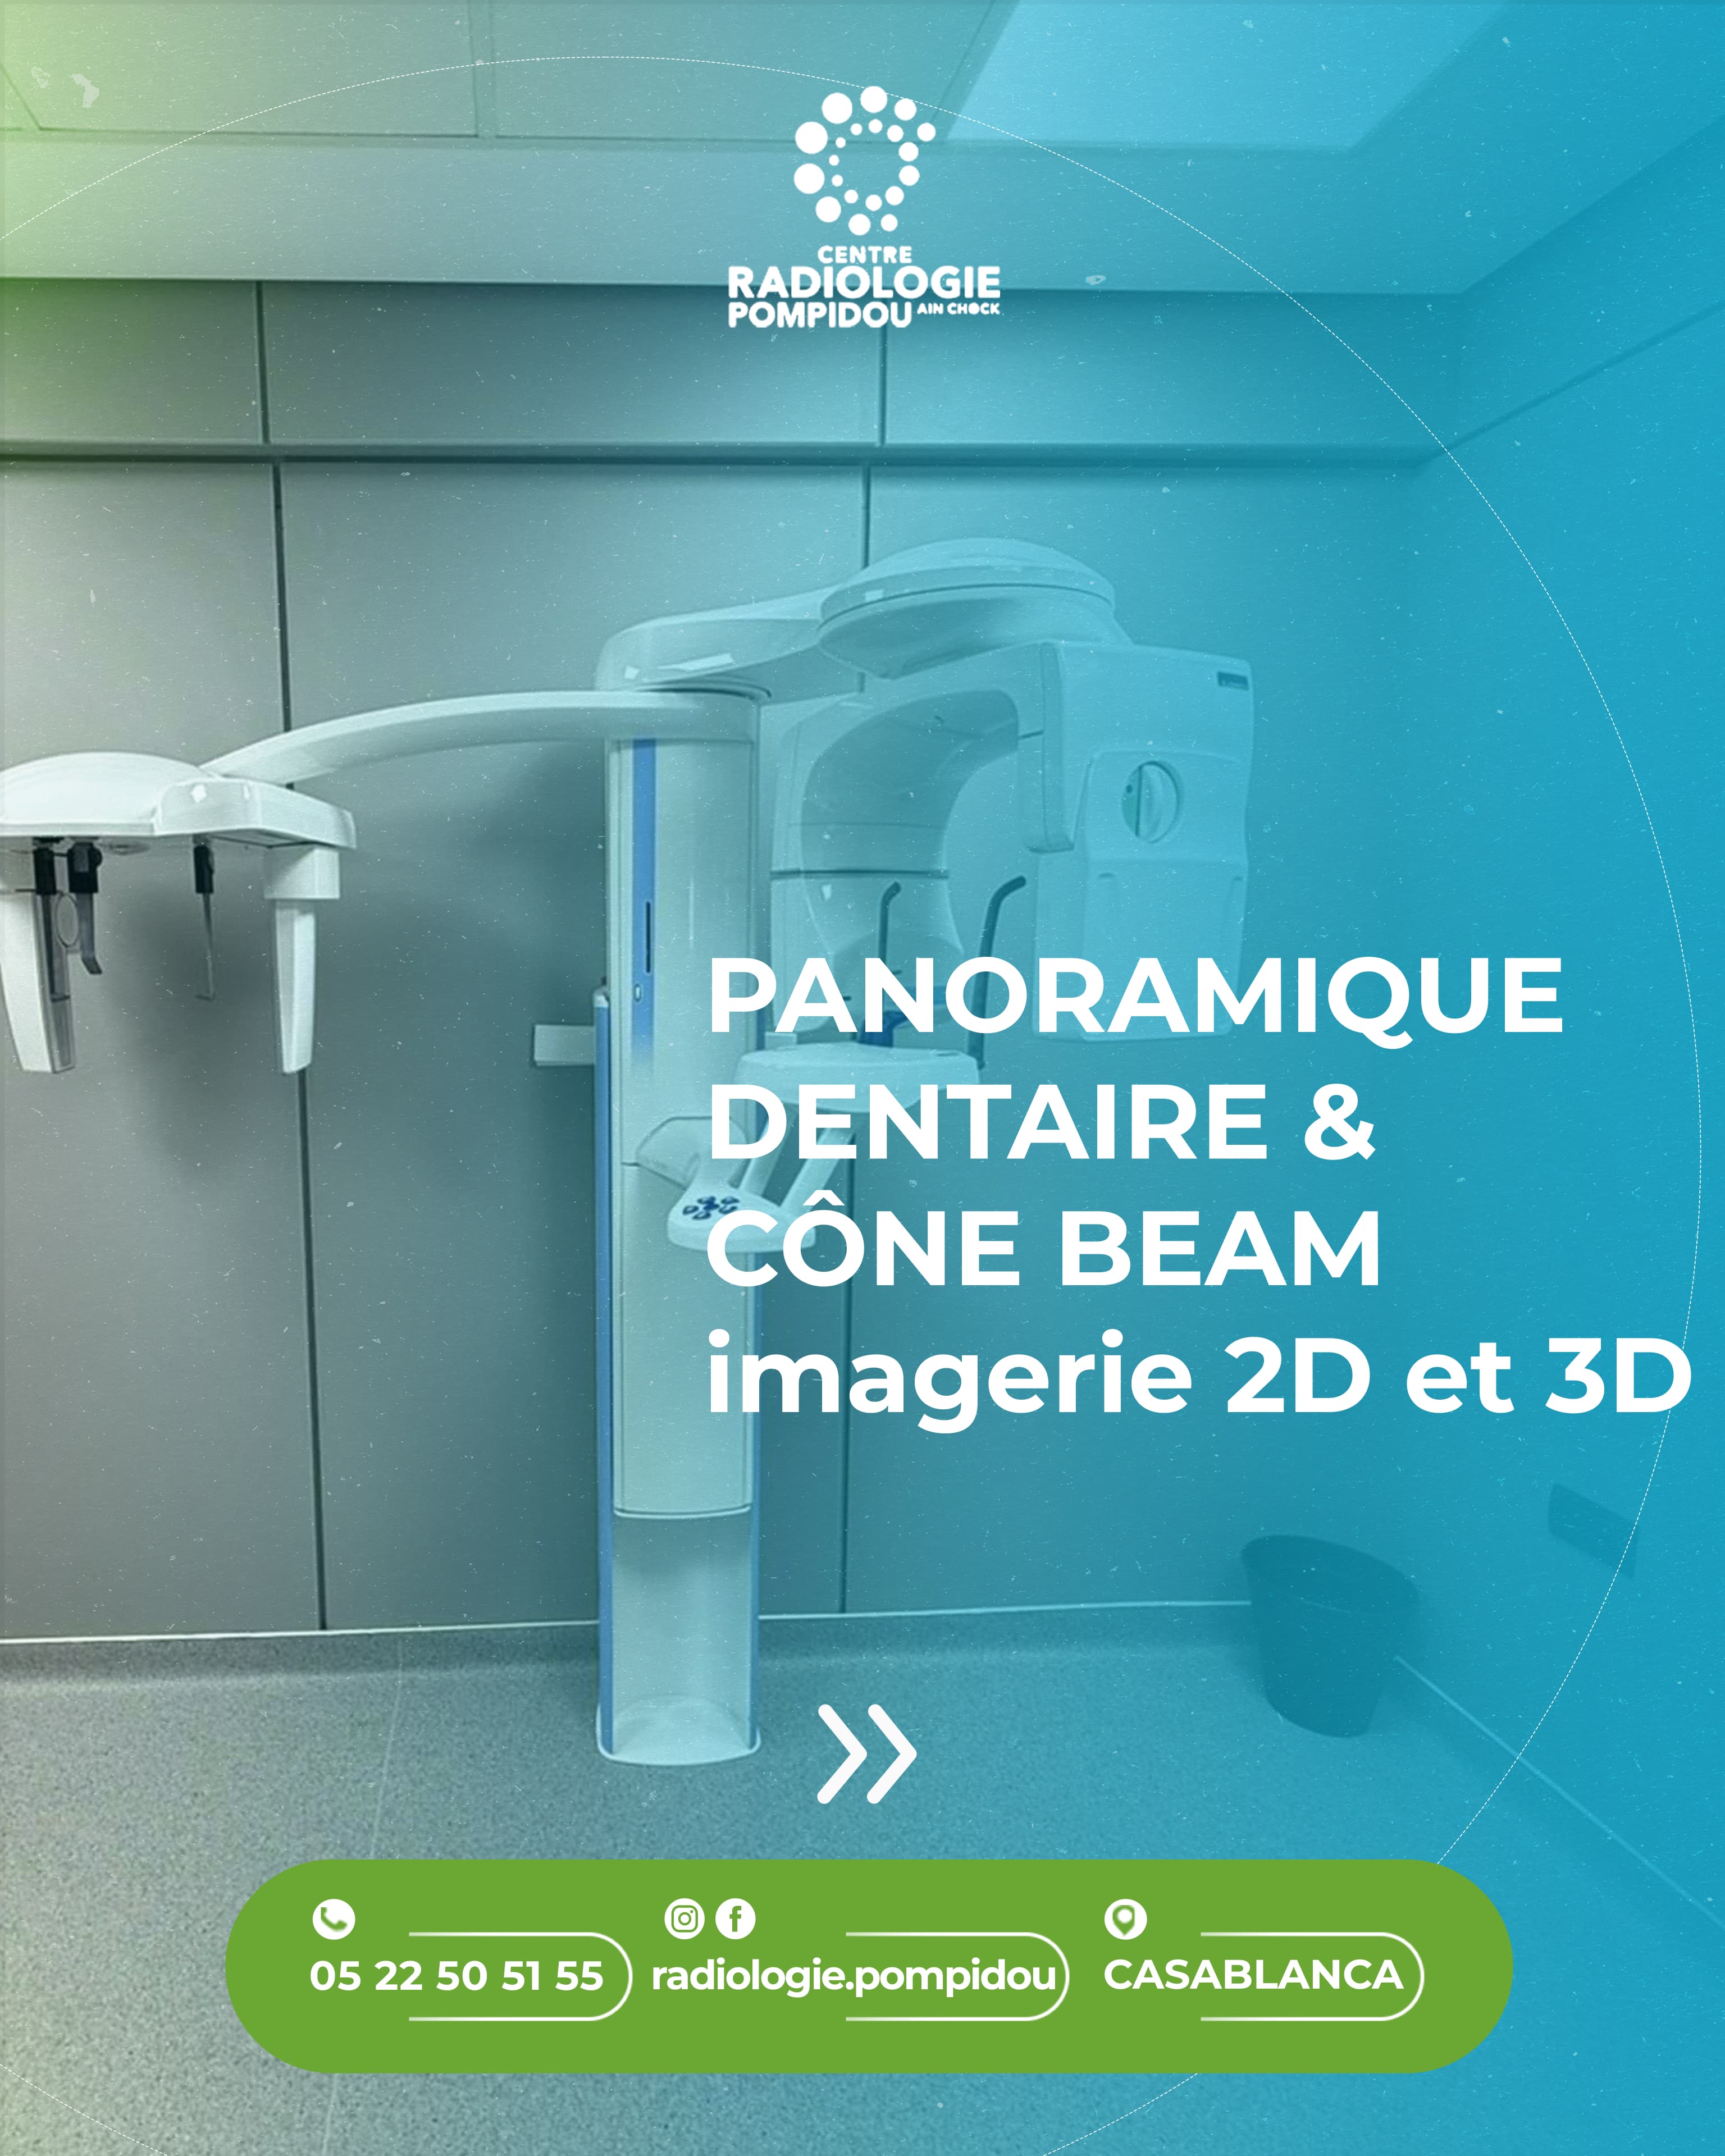 CENTRE
RADIOLOGIE
POMPIDOU AIN CHOCK
PANORAMIQUE
DENTAIRE &
CÔNE BEAM
imagerie 2D et 3D
05 22 50 51 55
radiologie.pompidou
CASABLANCA